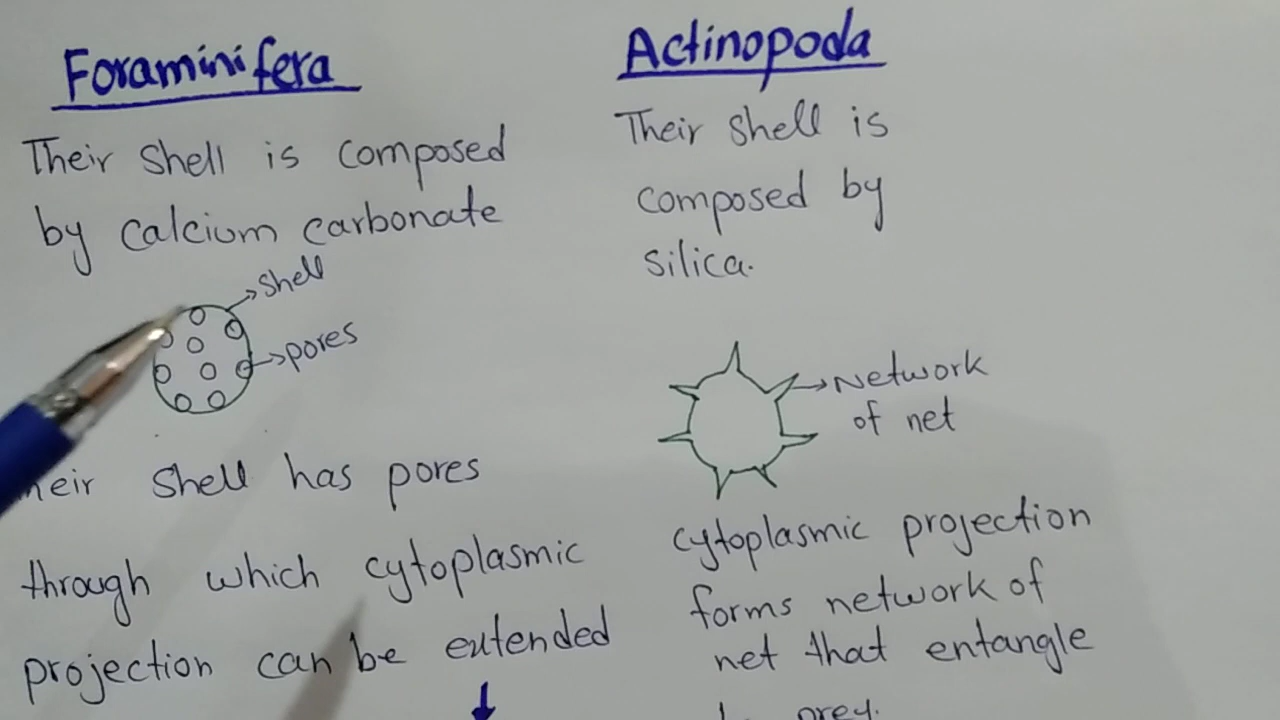 Foraminifera
Their shell is composed
by calcium carbonate
shell
pores
shell has pores
through which cytoplasmic
projection can be extended
Actinopoda
Their shell is
composed by
silica.
Network
of net
cytoplasmic projection
forms network of
net that entangle
prey.